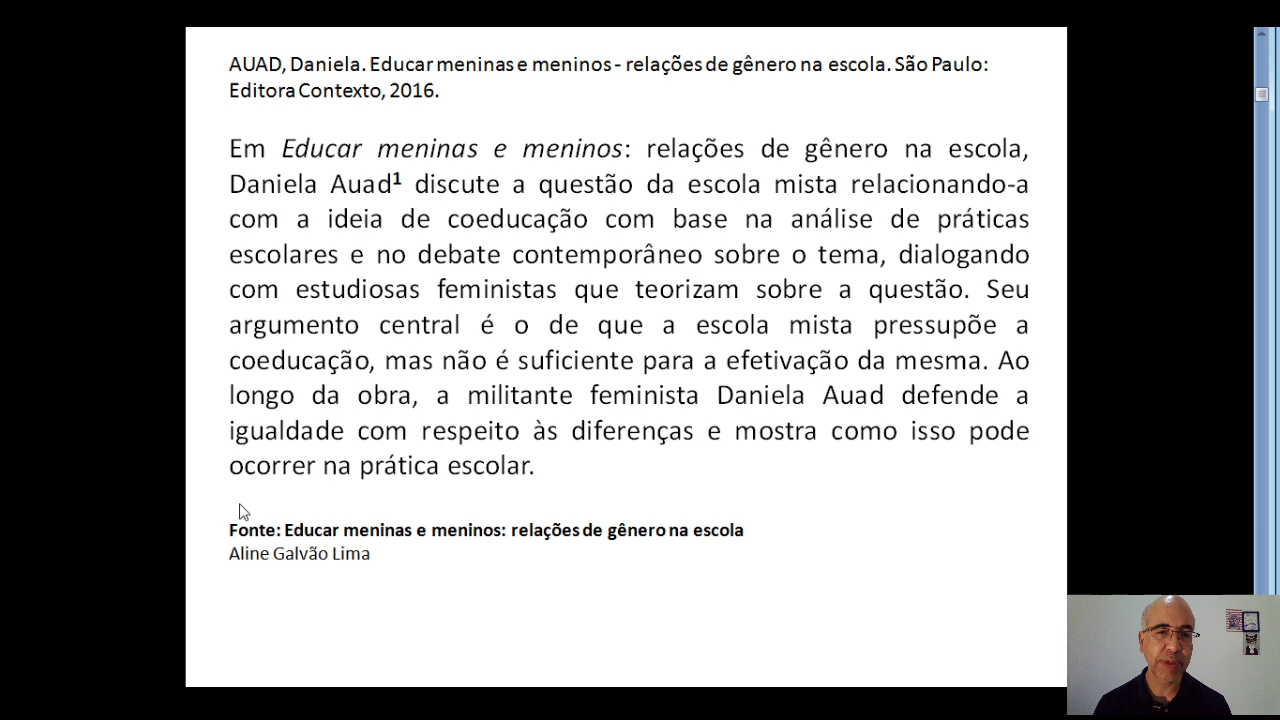 AUAD, Daniela. Educar meninas e meninos - relações de gênero na escola. São Paulo:
Editora Contexto, 2016.
Em Educar meninas e meninos: relações de gênero na escola,
Daniela Auad¹ discute a questão da escola mista relacionando-a
com a ideia de coeducação com base na análise de práticas
escolares e no debate contemporâneo sobre o tema, dialogando
com estudiosas feministas que teorizam sobre a questão. Seu
argumento central é o de que a escola mista pressupõe a
coeducação, mas não é suficiente para a efetivação da mesma. Ao
longo da obra, a militante feminista Daniela Auad defende a
igualdade com respeito às diferenças e mostra como isso pode
ocorrer na prática escolar.
Fonte: Educar meninas e meninos: relações de gênero na escola
Aline Galvão Lima